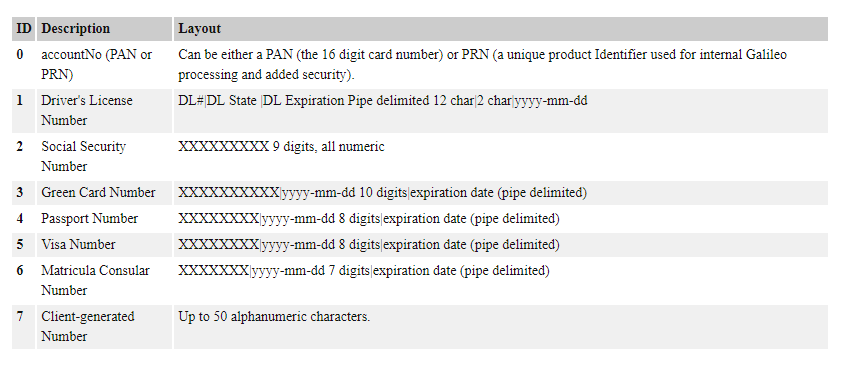 ID Description Layout
0 accountNo (PAN or PRN) Can be either a PAN (the 16 digit card number) or PRN (a unique product Identifier used for internal Galileo processing and added security).
1 Driver's License Number DL#|DL State |DL Expiration Pipe delimited 12 char|2 char|yyyy-mm-dd
2 Social Security Number XXXXXXXXX 9 digits, all numeric
3 Green Card Number XXXXXXXXXX|yyyy-mm-dd 10 digits|expiration date (pipe delimited)
4 Passport Number XXXXXXXX|yyyy-mm-dd 8 digits|expiration date (pipe delimited)
5 Visa Number XXXXXXXX|yyyy-mm-dd 8 digits|expiration date (pipe delimited)
6 Matricula Consular Number XXXXXXX|yyyy-mm-dd 7 digits|expiration date (pipe delimited)
7 Client-generated Number Up to 50 alphanumeric characters.